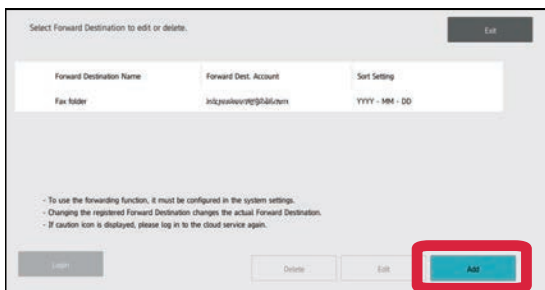 Select Forward Destination to edit or delete.
Exit
Forward Destination Name Forward Dest. Account Sort Setting
Fax folder YYYY - MM - DD
- To use the forwarding function, it must be configured in the system settings.
- Changing the registered Forward Destination changes the actual Forward Destination.
- If caution icon is displayed, please log in to the cloud service again.
Login Delete Edit Add